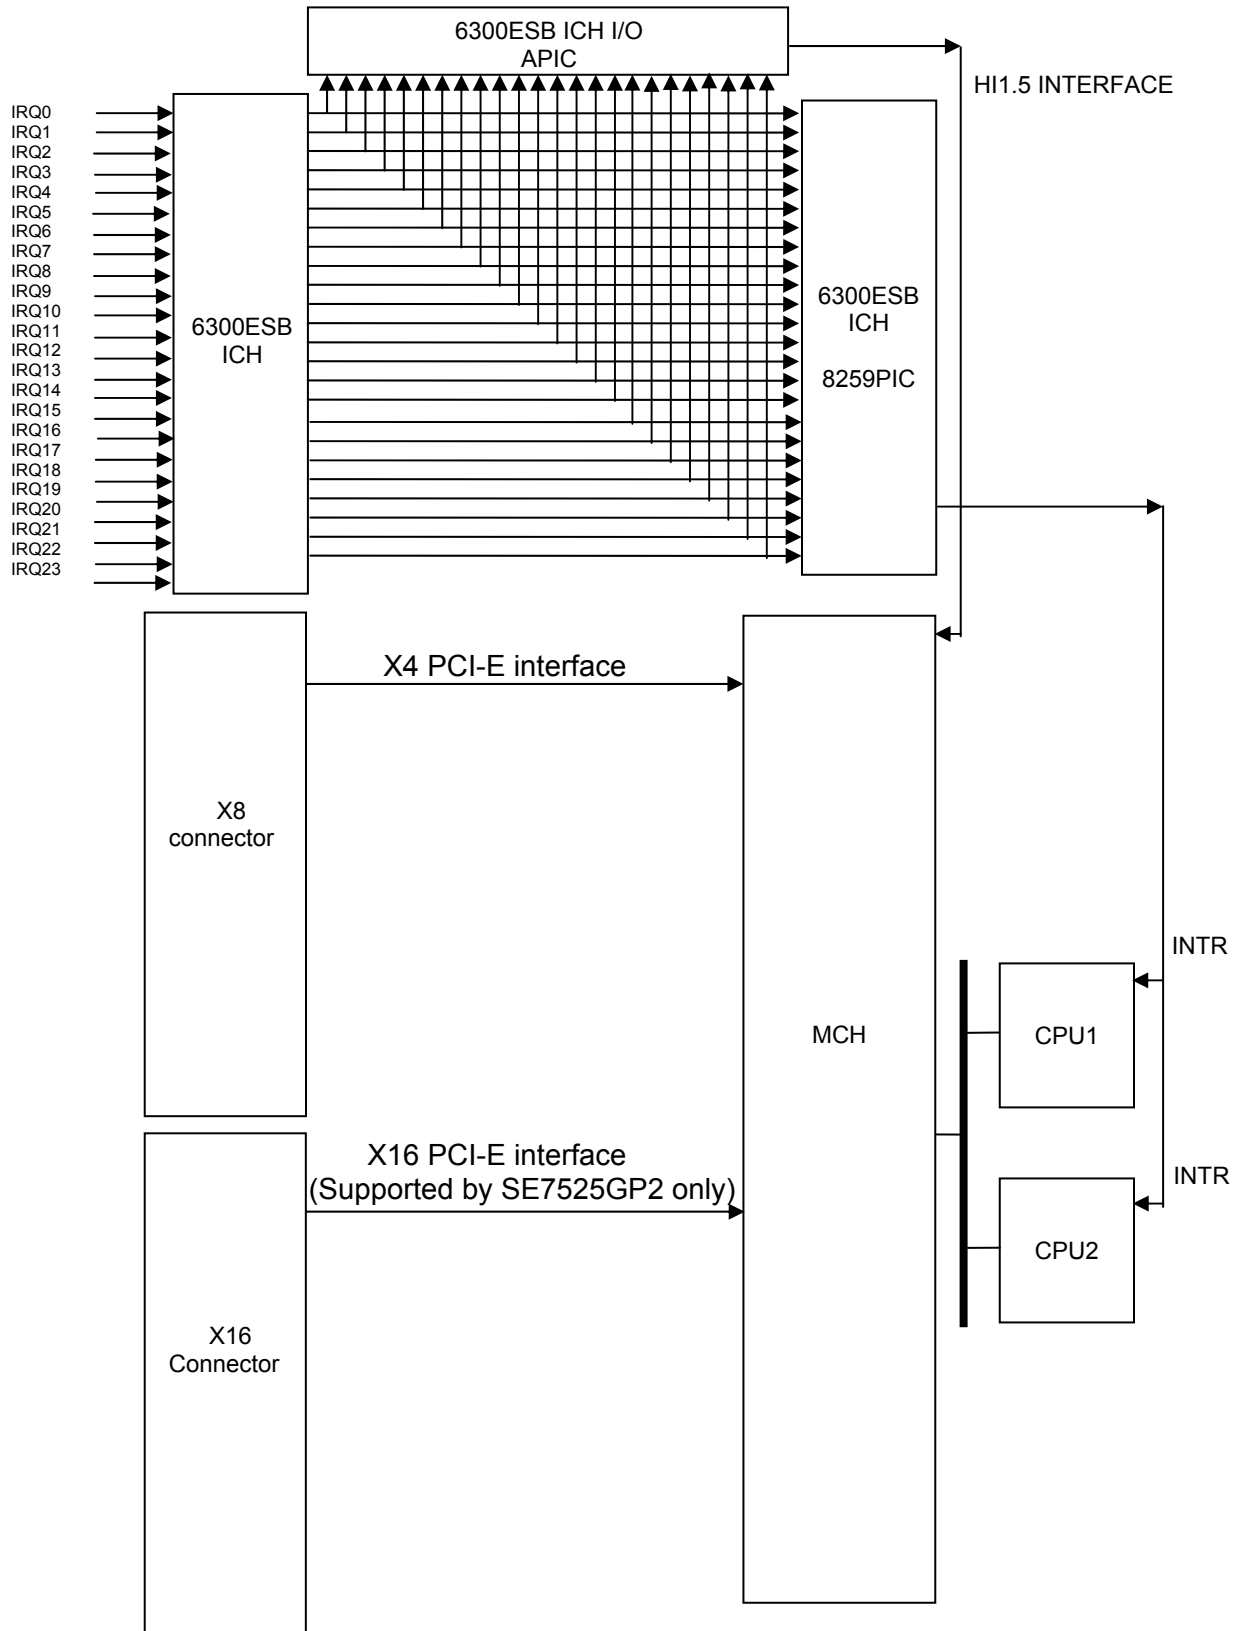 6300ESB ICH I/O
APIC
HI1.5 INTERFACE
IRQ0
IRQ1
IRQ2
IRQ3
IRQ4
IRQ5
IRQ6
IRQ7
IRQ8
IRQ9
IRQ10
IRQ11
IRQ12
IRQ13
IRQ14
IRQ15
IRQ16
IRQ17
IRQ18
IRQ19
IRQ20
IRQ21
IRQ22
IRQ23
6300ESB
ICH
6300ESB
ICH
8259PIC
X4 PCI-E interface
X8
connector
INTR
MCH
CPU1
X16 PCI-E interface
(Supported by SE7525GP2 only)
INTR
CPU2
X16
Connector